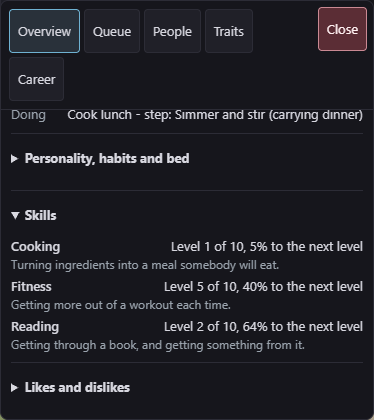 Overview
Queue
People
Traits
Close
Career
Doing Cook lunch - step: Simmer and stir (carrying dinner)
▶ Personality, habits and bed
▼ Skills
Cooking Level 1 of 10, 5% to the next level
Turning ingredients into a meal somebody will eat.
Fitness Level 5 of 10, 40% to the next level
Getting more out of a workout each time.
Reading Level 2 of 10, 64% to the next level
Getting through a book, and getting something from it.
▶ Likes and dislikes